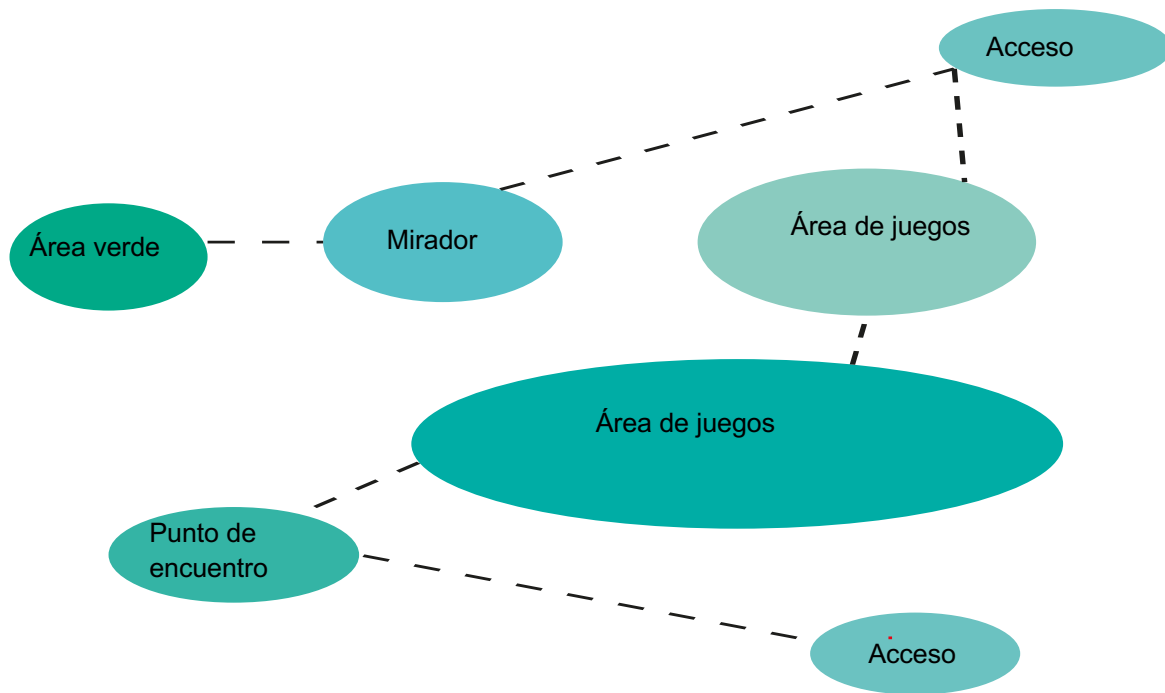 Acceso
Área de juegos
Mirador
Área verde
Área de juegos
Punto de
encuentro
Acceso